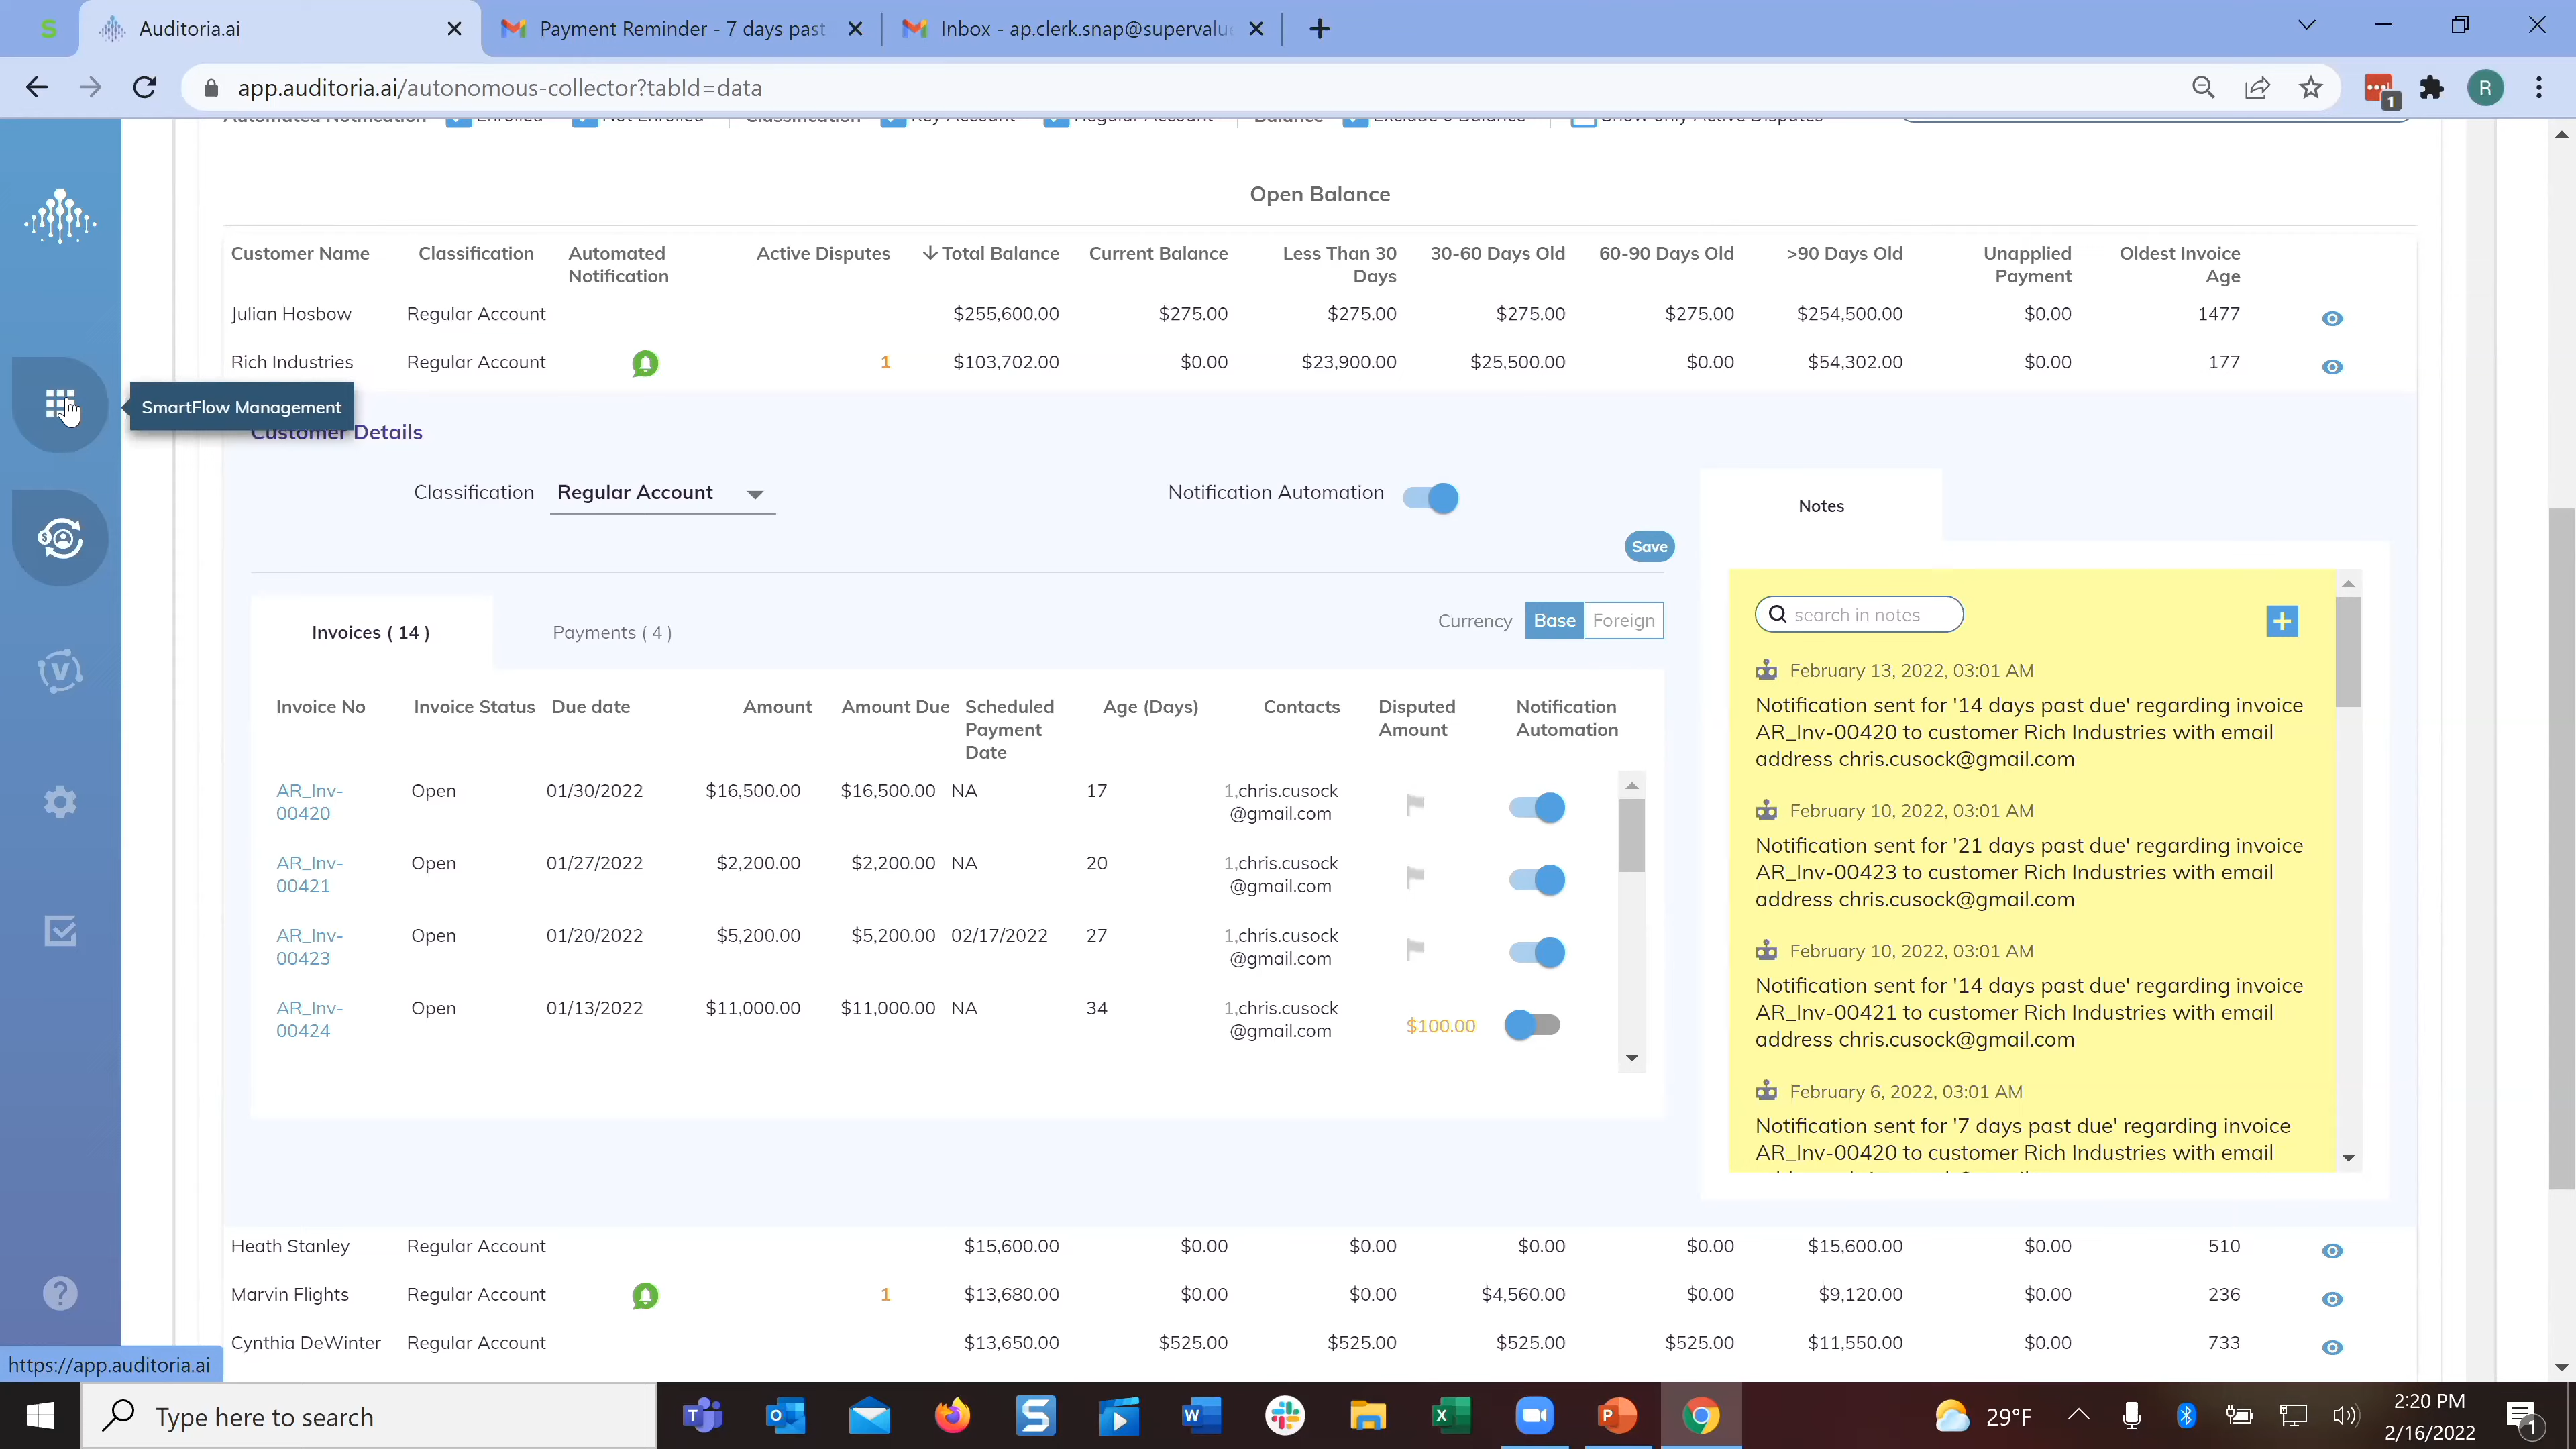 Auditoria.ai
Payment Reminder - 7 days past
Inbox - ap.clerk.snap@supervalu
app.auditoria.ai/autonomous-collector?tabId=data
1
R
Automated Notification Enrolled Not Enrolled Classification Key Account Regular Account Balance Exclude 0 Balance Show only Active Disputes
Open Balance
Customer Name Classification Automated Notification Active Disputes Total Balance Current Balance Less Than 30 Days 30-60 Days Old 60-90 Days Old >90 Days Old Unapplied Payment Oldest Invoice Age
Julian Hosbow Regular Account $255,600.00 $275.00 $275.00 $275.00 $275.00 $254,500.00 $0.00 1477
Rich Industries Regular Account 1 $103,702.00 $0.00 $23,900.00 $25,500.00 $0.00 $54,302.00 $0.00 177
SmartFlow Management
Customer Details
Classification Regular Account Notification Automation
Save
Notes
Invoices ( 14 ) Payments ( 4 ) Currency Base Foreign
search in notes
Invoice No Invoice Status Due date Amount Amount Due Scheduled Payment Date Age (Days) Contacts Disputed Amount Notification Automation
AR_Inv-00420 Open 01/30/2022 $16,500.00 $16,500.00 NA 17 1,chris.cusock@gmail.com
AR_Inv-00421 Open 01/27/2022 $2,200.00 $2,200.00 NA 20 1,chris.cusock@gmail.com
AR_Inv-00423 Open 01/20/2022 $5,200.00 $5,200.00 02/17/2022 27 1,chris.cusock@gmail.com
AR_Inv-00424 Open 01/13/2022 $11,000.00 $11,000.00 NA 34 1,chris.cusock@gmail.com $100.00
February 13, 2022, 03:01 AM
Notification sent for '14 days past due' regarding invoice
AR_Inv-00420 to customer Rich Industries with email
address chris.cusock@gmail.com
February 10, 2022, 03:01 AM
Notification sent for '21 days past due' regarding invoice
AR_Inv-00423 to customer Rich Industries with email
address chris.cusock@gmail.com
February 10, 2022, 03:01 AM
Notification sent for '14 days past due' regarding invoice
AR_Inv-00421 to customer Rich Industries with email
address chris.cusock@gmail.com
February 6, 2022, 03:01 AM
Notification sent for '7 days past due' regarding invoice
AR_Inv-00420 to customer Rich Industries with email
Heath Stanley Regular Account $15,600.00 $0.00 $0.00 $0.00 $0.00 $15,600.00 $0.00 510
Marvin Flights Regular Account 1 $13,680.00 $0.00 $0.00 $4,560.00 $0.00 $9,120.00 $0.00 236
Cynthia DeWinter Regular Account $13,650.00 $525.00 $525.00 $525.00 $525.00 $11,550.00 $0.00 733
https://app.auditoria.ai
Type here to search
29°F
2:20 PM
2/16/2022
1